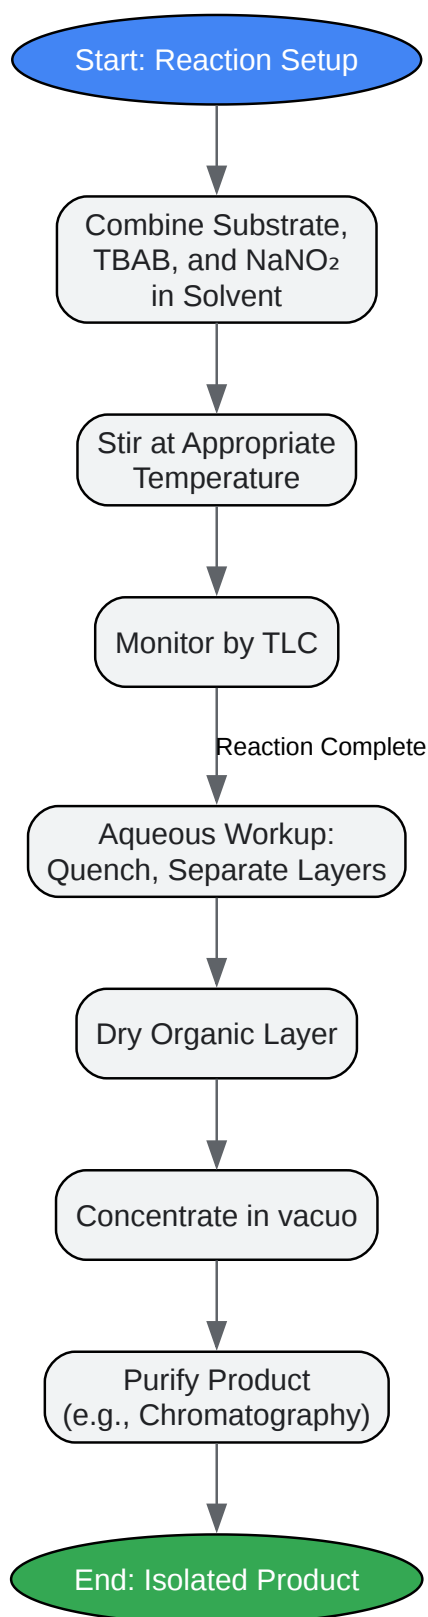 Start: Reaction Setup
Combine Substrate,
TBAB, and NaNO₂
in Solvent
Stir at Appropriate
Temperature
Monitor by TLC
Reaction Complete
Aqueous Workup:
Quench, Separate Layers
Dry Organic Layer
Concentrate in vacuo
Purify Product
(e.g., Chromatography)
End: Isolated Product